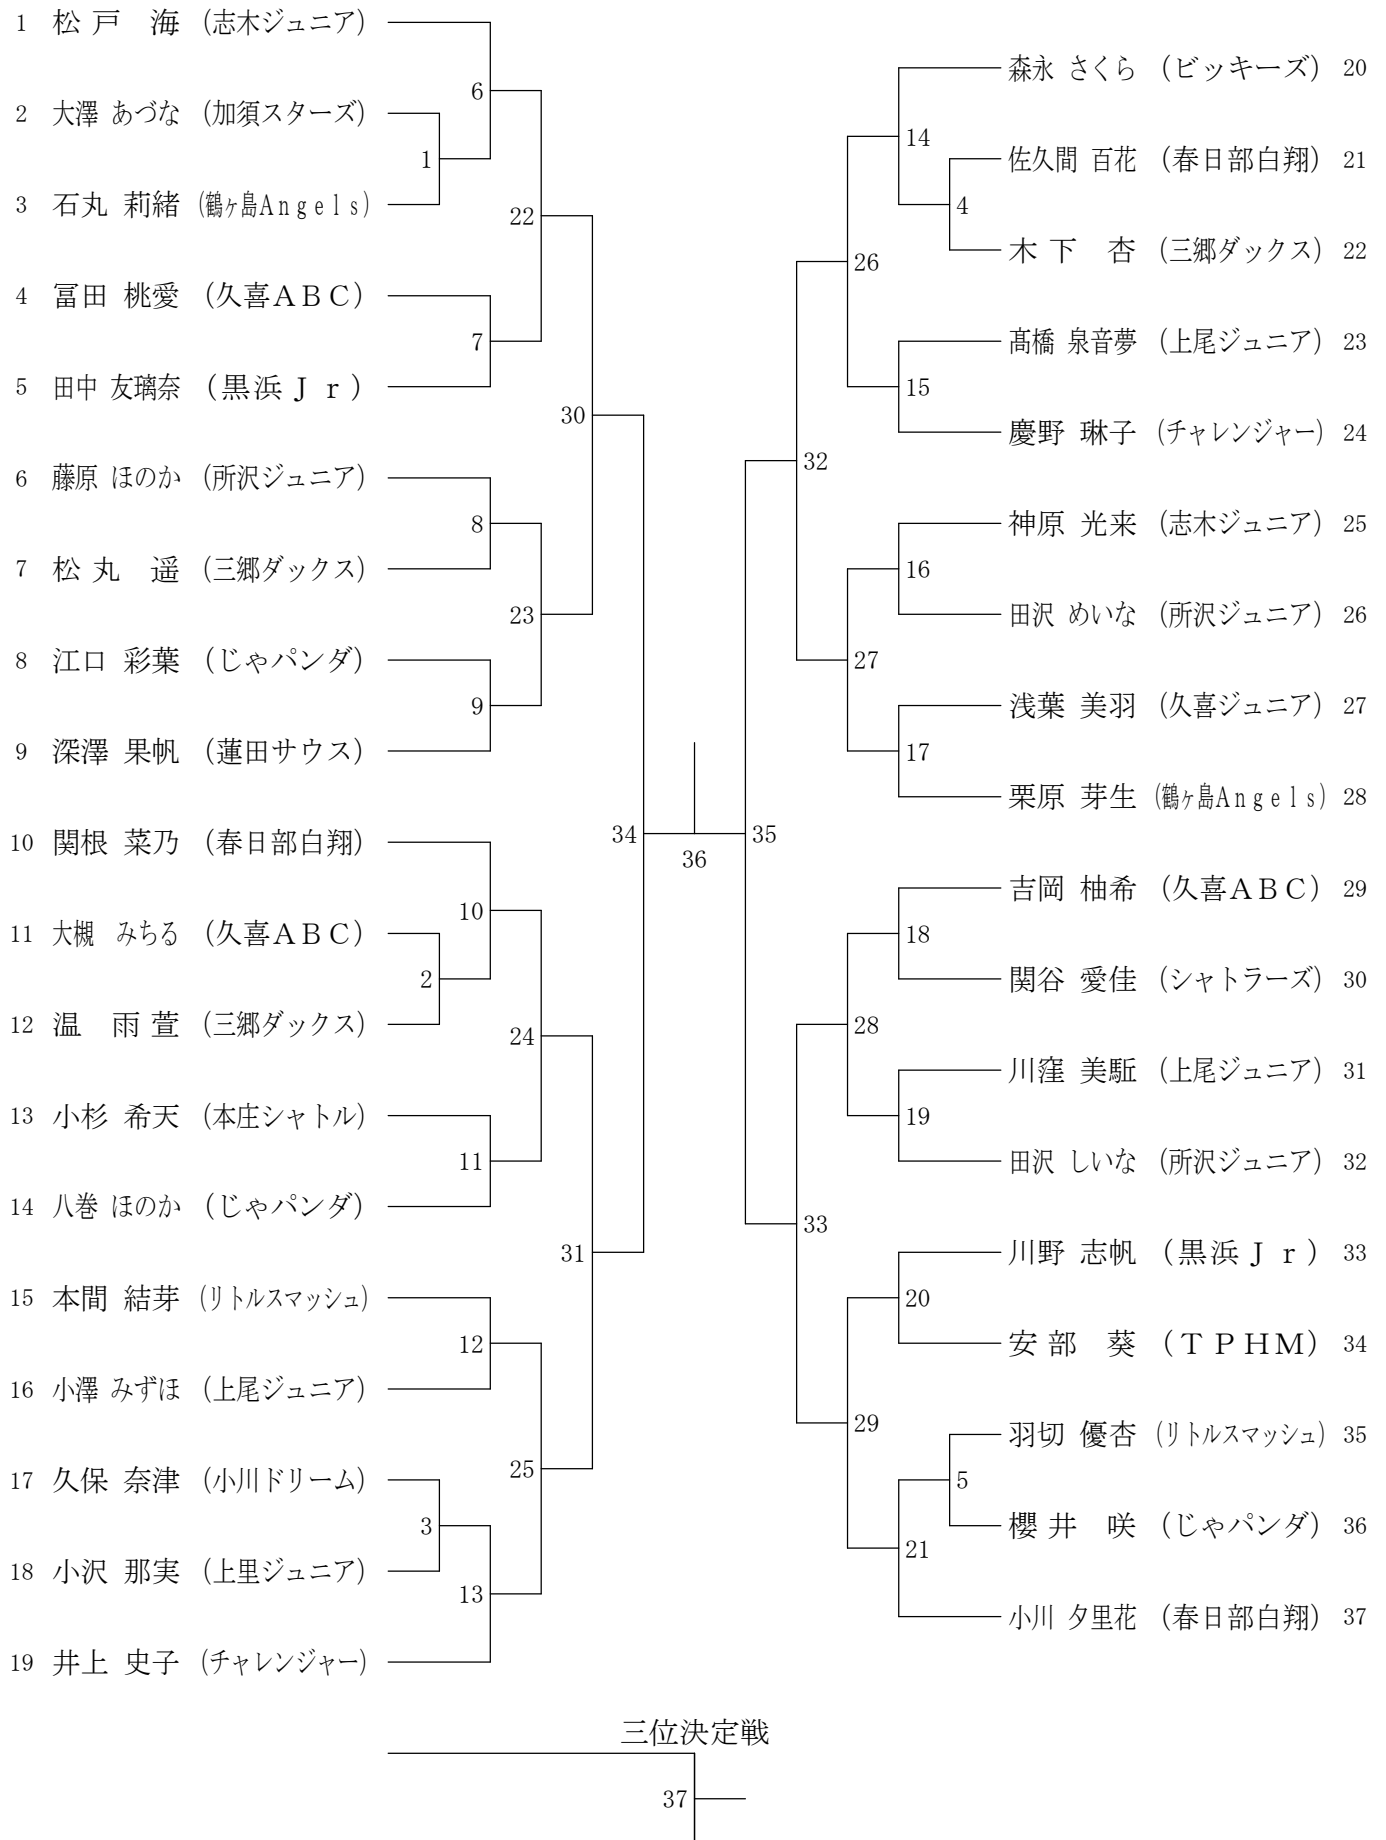 1 松戸 海 (志木ジュニア)
2 大澤 あづな (加須スターズ)
3 石丸 莉緒 (鶴ヶ島Angels)
4 冨田 桃愛 (久喜ABC)
5 田中 友璃奈 (黒浜Jr)
6 藤原 ほのか (所沢ジュニア)
7 松丸 遥 (三郷ダックス)
8 江口 彩葉 (じゃパンダ)
9 深澤 果帆 (蓮田サウス)
10 関根 菜乃 (春日部白翔)
11 大槻 みちる (久喜ABC)
12 温 雨萱 (三郷ダックス)
13 小杉 希天 (本庄シャトル)
14 八巻 ほのか (じゃパンダ)
15 本間 結芽 (リトルスマッシュ)
16 小澤 みずほ (上尾ジュニア)
17 久保 奈津 (小川ドリーム)
18 小沢 那実 (上里ジュニア)
19 井上 史子 (チャレンジャー)
1
2
3
6
7
8
9
10
11
12
13
22
23
24
25
30
31
34
36
35
32
33
26
27
28
29
14
15
16
17
18
19
20
21
4
5
森永 さくら (ビッキーズ) 20
佐久間 百花 (春日部白翔) 21
木下 杏 (三郷ダックス) 22
髙橋 泉音夢 (上尾ジュニア) 23
慶野 琳子 (チャレンジャー) 24
神原 光来 (志木ジュニア) 25
田沢 めいな (所沢ジュニア) 26
浅葉 美羽 (久喜ジュニア) 27
栗原 芽生 (鶴ヶ島Angels) 28
吉岡 柚希 (久喜ABC) 29
関谷 愛佳 (シャトラーズ) 30
川窪 (上尾ジュニア) 31
田沢 しいな (所沢ジュニア) 32
川野 志帆 (黒浜Jr) 33
安部 葵 (TPHM) 34
羽切 優杏 (リトルスマッシュ) 35
櫻井 咲 (じゃパンダ) 36
小川 夕里花 (春日部白翔) 37
三位決定戦
37